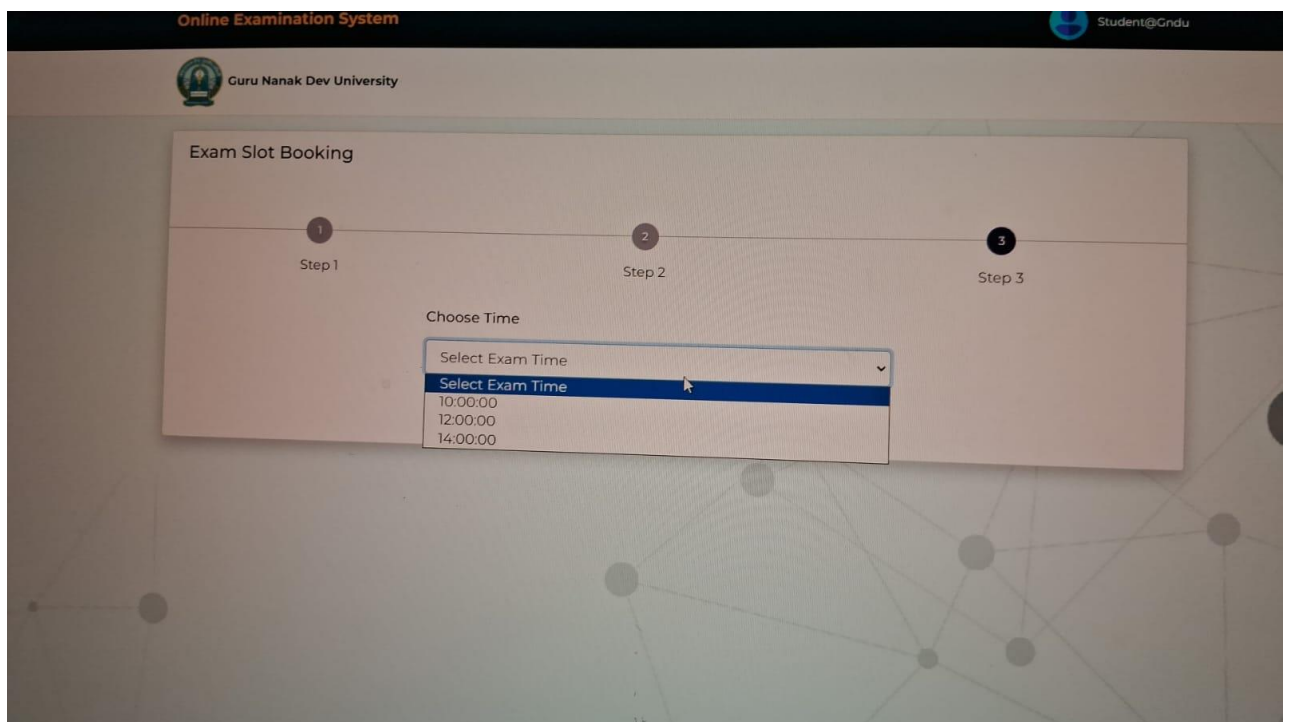 Online Examination System
Student@Gndu
Guru Nanak Dev University
Exam Slot Booking
1
2
3
Step 1
Step 2
Step 3
Choose Time
Select Exam Time
Select Exam Time
10:00:00
12:00:00
14:00:00